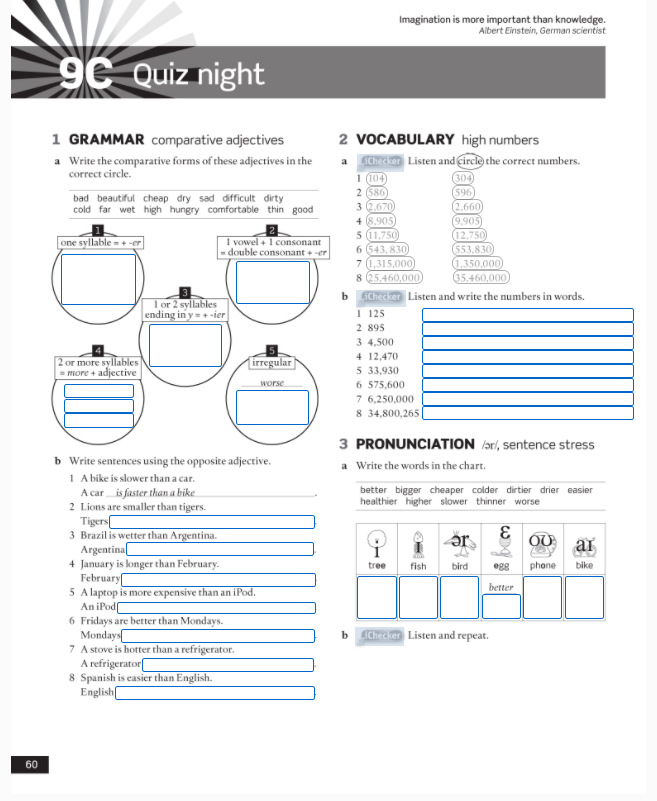 Imagination is more important than knowledge.
Albert Einstein, German scientist
9C Quiz night
1 GRAMMAR comparative adjectives
a Write the comparative forms of these adjectives in the
correct circle.
bad beautiful cheap dry sad difficult dirty
cold far wet high hungry comfortable thin good
1
one syllable = + -er
2
1 vowel + 1 consonant
= double consonant + -er
3
1 or 2 syllables
ending in y = + -ier
4
2 or more syllables
= more + adjective
5
irregular
worse
b Write sentences using the opposite adjective.
1 A bike is slower than a car.
A car is faster than a bike.
2 Lions are smaller than tigers.
Tigers .
3 Brazil is wetter than Argentina.
Argentina .
4 January is longer than February.
February .
5 A laptop is more expensive than an iPod.
An iPod .
6 Fridays are better than Mondays.
Mondays .
7 A stove is hotter than a refrigerator.
A refrigerator .
8 Spanish is easier than English.
English .
2 VOCABULARY high numbers
a iChecker Listen and circle the correct numbers.
1 104 304
2 586 596
3 2,670 2,660
4 8,905 9,905
5 11,750 12,750
6 543,830 553,830
7 1,315,000 1,350,000
8 25,460,000 35,460,000
b iChecker Listen and write the numbers in words.
1 125
2 895
3 4,500
4 12,470
5 33,930
6 575,600
7 6,250,000
8 34,800,265
3 PRONUNCIATION /ər/, sentence stress
a Write the words in the chart.
better bigger cheaper colder dirtier drier easier
healthier higher slower thinner worse
i ɪ ər ɛ oʊ aɪ
tree fish bird egg phone bike
better
b iChecker Listen and repeat.
60